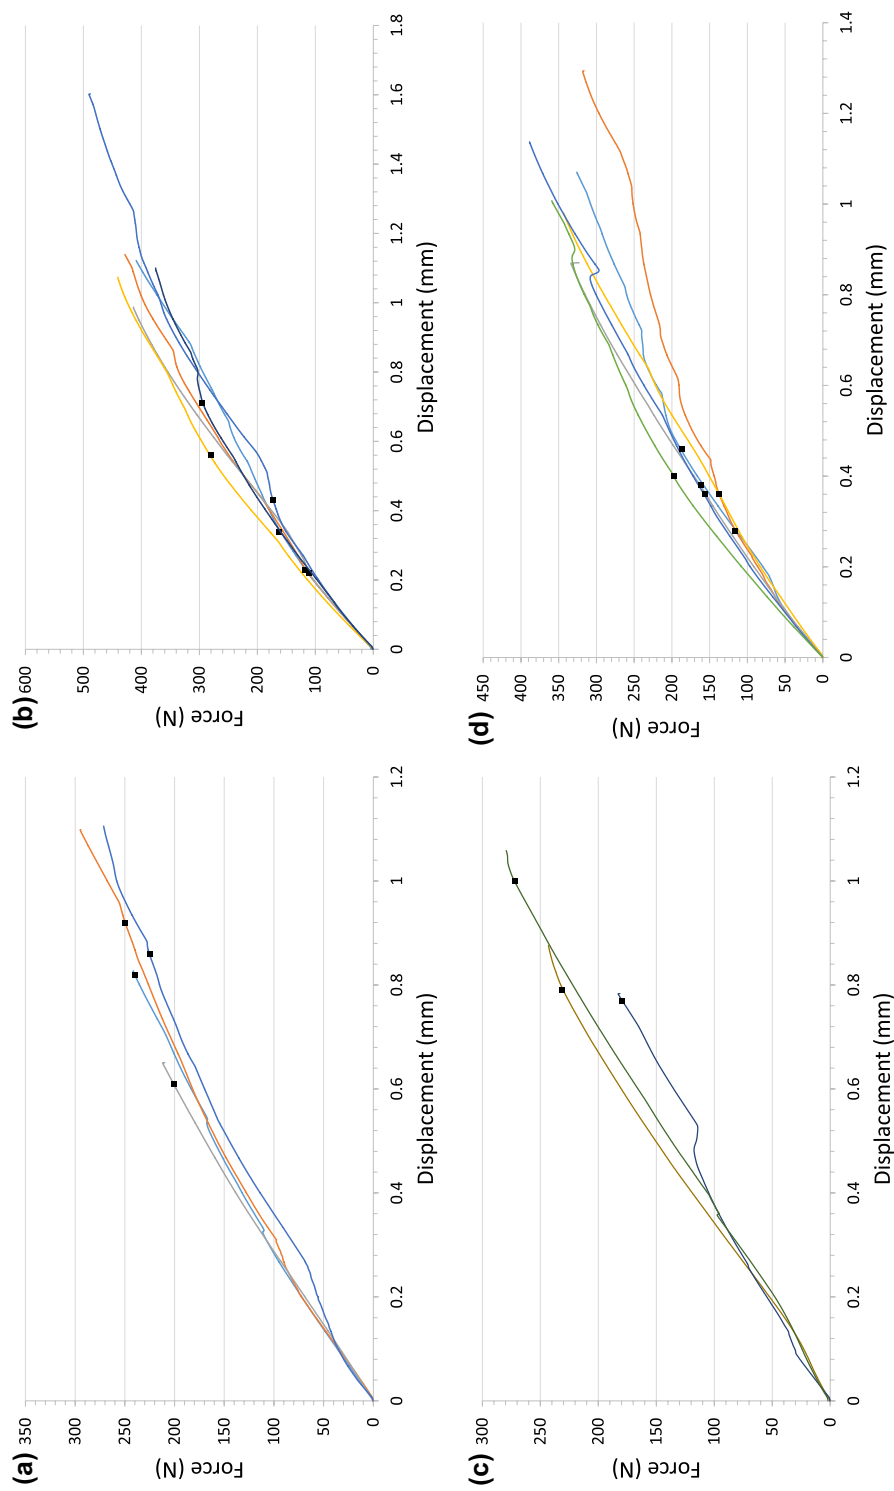 (a)
350
300
250
200
150
100
50
0
Force (N)
0 0.2 0.4 0.6 0.8 1 1.2
Displacement (mm)
(b)
600
500
400
300
200
100
0
Force (N)
0 0.2 0.4 0.6 0.8 1 1.2 1.4 1.6 1.8
Displacement (mm)
(c)
300
250
200
150
100
50
0
Force (N)
0 0.2 0.4 0.6 0.8 1 1.2
Displacement (mm)
(d)
450
400
350
300
250
200
150
100
50
0
Force (N)
0 0.2 0.4 0.6 0.8 1 1.2 1.4
Displacement (mm)